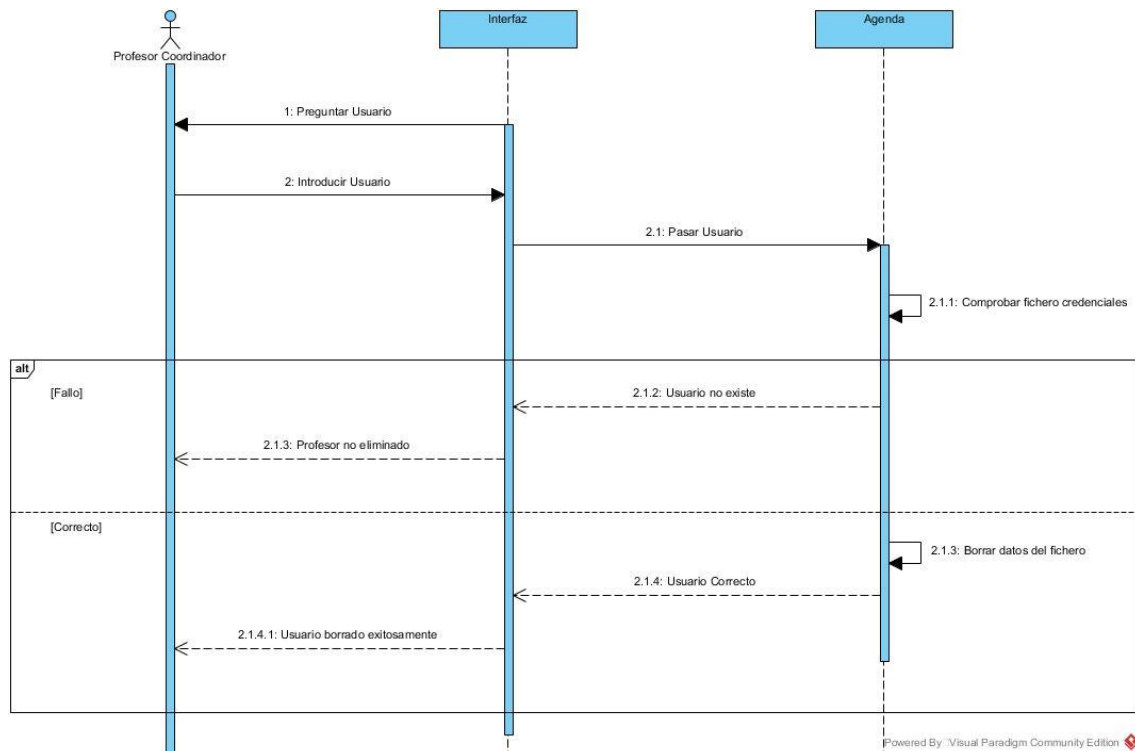 Profesor Coordinador
Interfaz
Agenda
1: Preguntar Usuario
2: Introducir Usuario
2.1: Pasar Usuario
2.1.1: Comprobar fichero credenciales
alt
[Fallo]
2.1.2: Usuario no existe
2.1.3: Profesor no eliminado
[Correcto]
2.1.3: Borrar datos del fichero
2.1.4: Usuario Correcto
2.1.4.1: Usuario borrado exitosamente
Powered By Visual Paradigm Community Edition